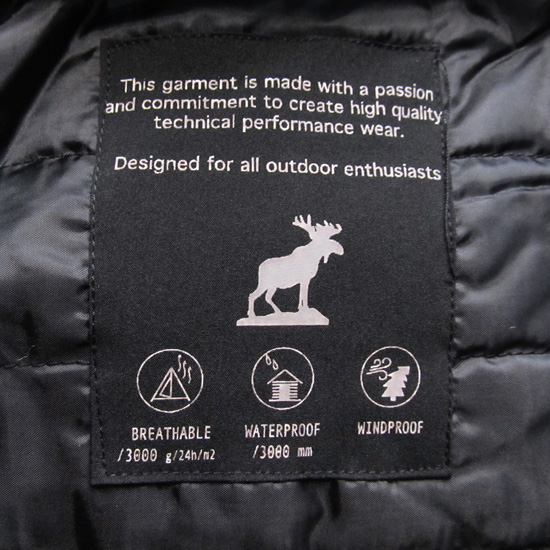 This garment is made with a passion
and commitment to create high quality
technical performance wear.
Designed for all outdoor enthusiasts
BREATHABLE WATERPROOF WINDPROOF
/3000 g/24h/m2 /3000 mm